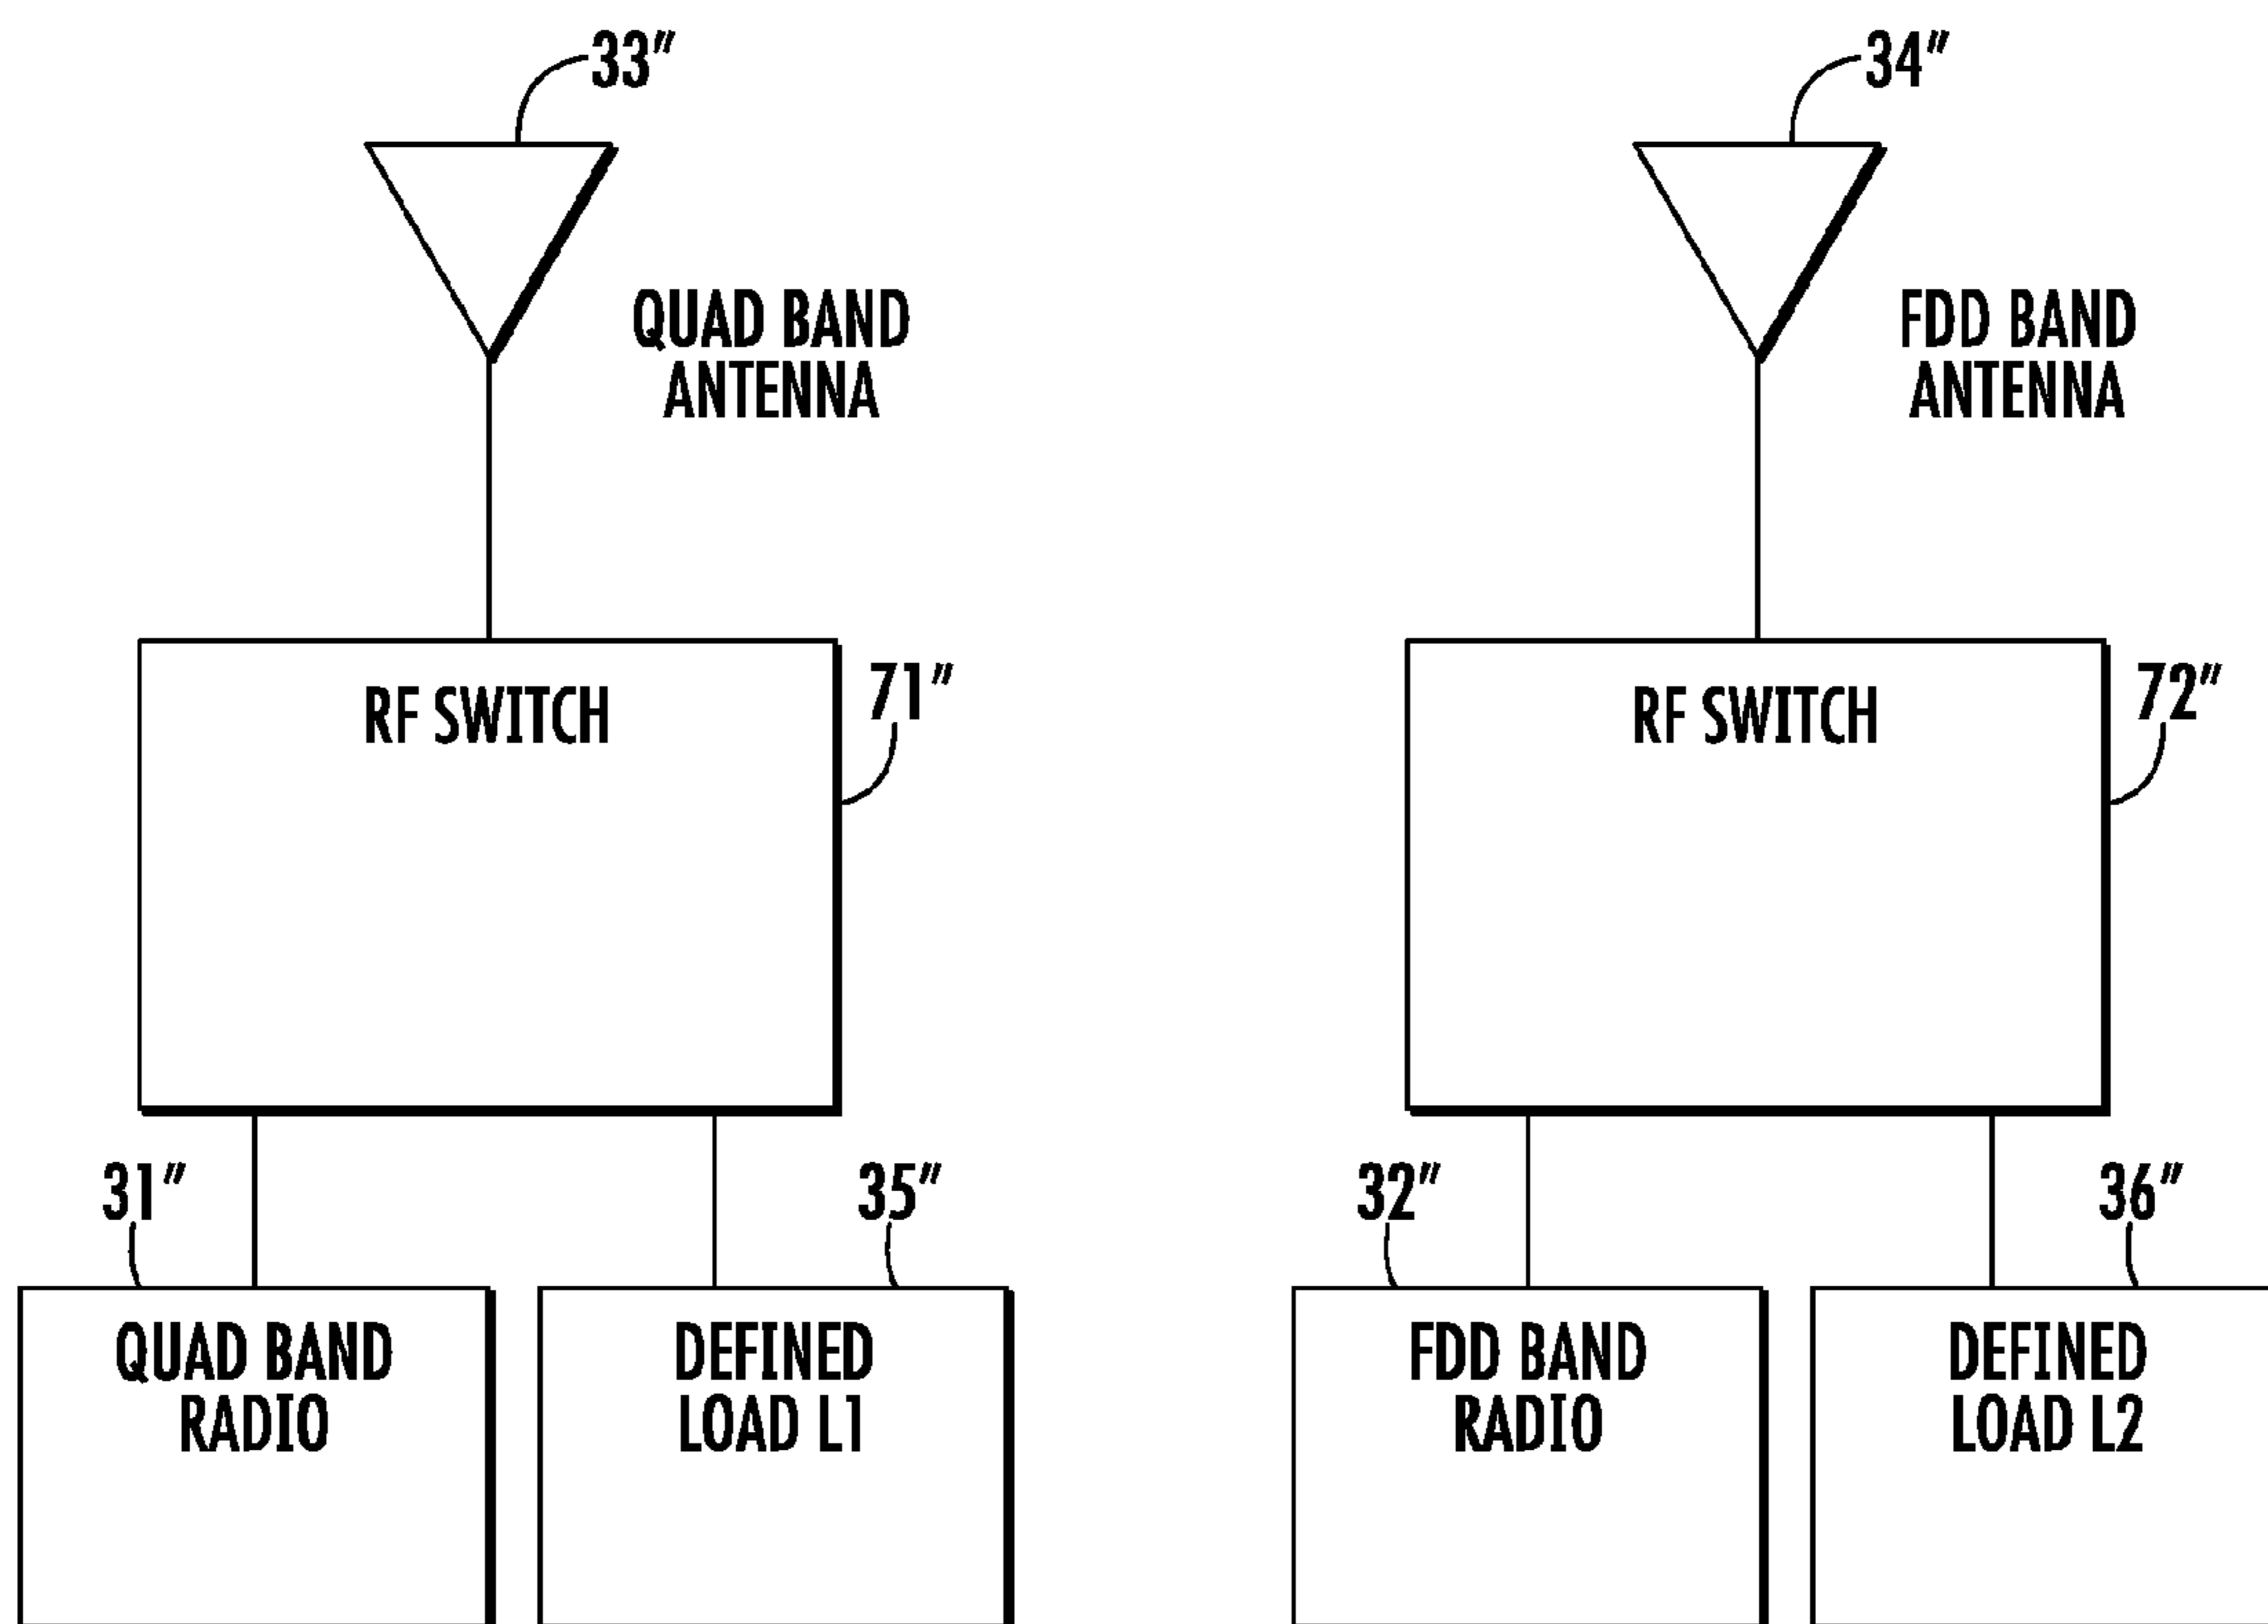 33″
34″
QUAD BAND
ANTENNA
FDD BAND
ANTENNA
RF SWITCH
71″
RF SWITCH
72″
31″
35″
32″
36″
QUAD BAND
RADIO
DEFINED
LOAD L1
FDD BAND
RADIO
DEFINED
LOAD L2